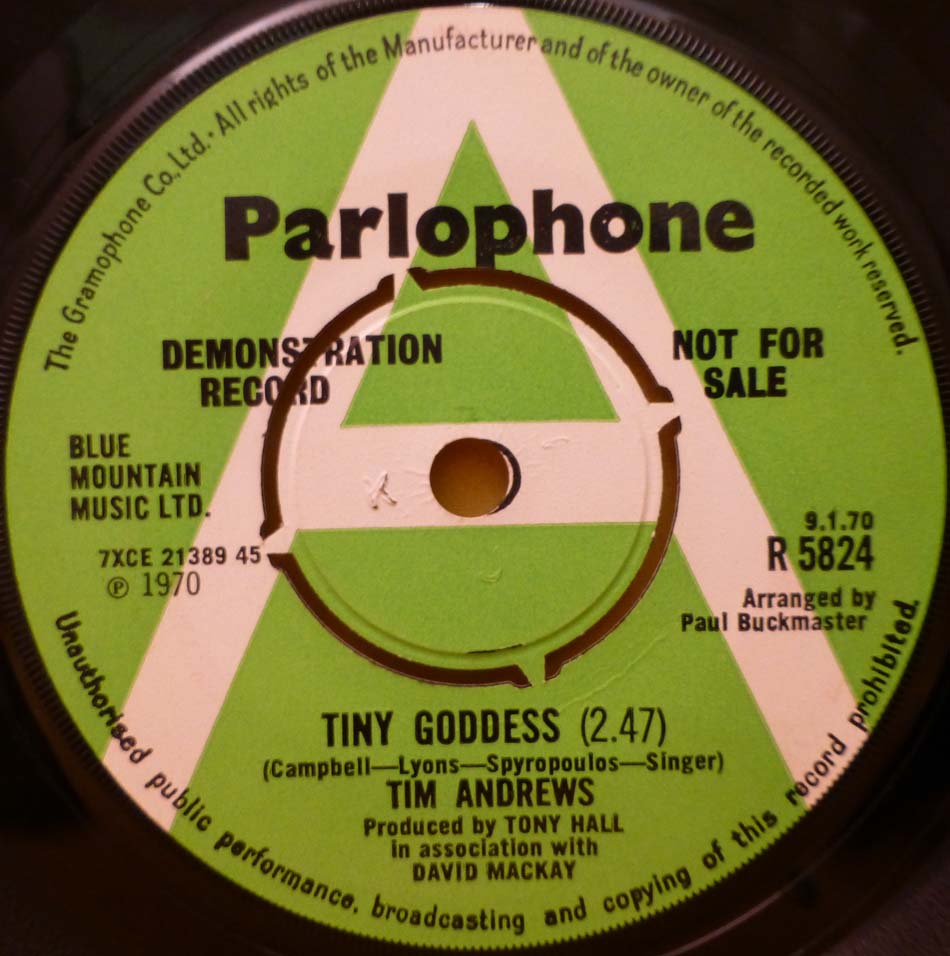 The Gramophone Co., Ltd. · All rights of the Manufacturer and of the owner of the recorded work reserved.
Parlophone
DEMONSTRATION
RECORD
NOT FOR
SALE
BLUE
MOUNTAIN
MUSIC LTD.
7XCE 21389 45
℗ 1970
9.1.70
R 5824
Arranged by
Paul Buckmaster
TINY GODDESS (2.47)
(Campbell—Lyons—Spyropoulos—Singer)
TIM ANDREWS
Produced by TONY HALL
in association with
DAVID MACKAY
Unauthorised public performance, broadcasting and copying of this record prohibited.
A